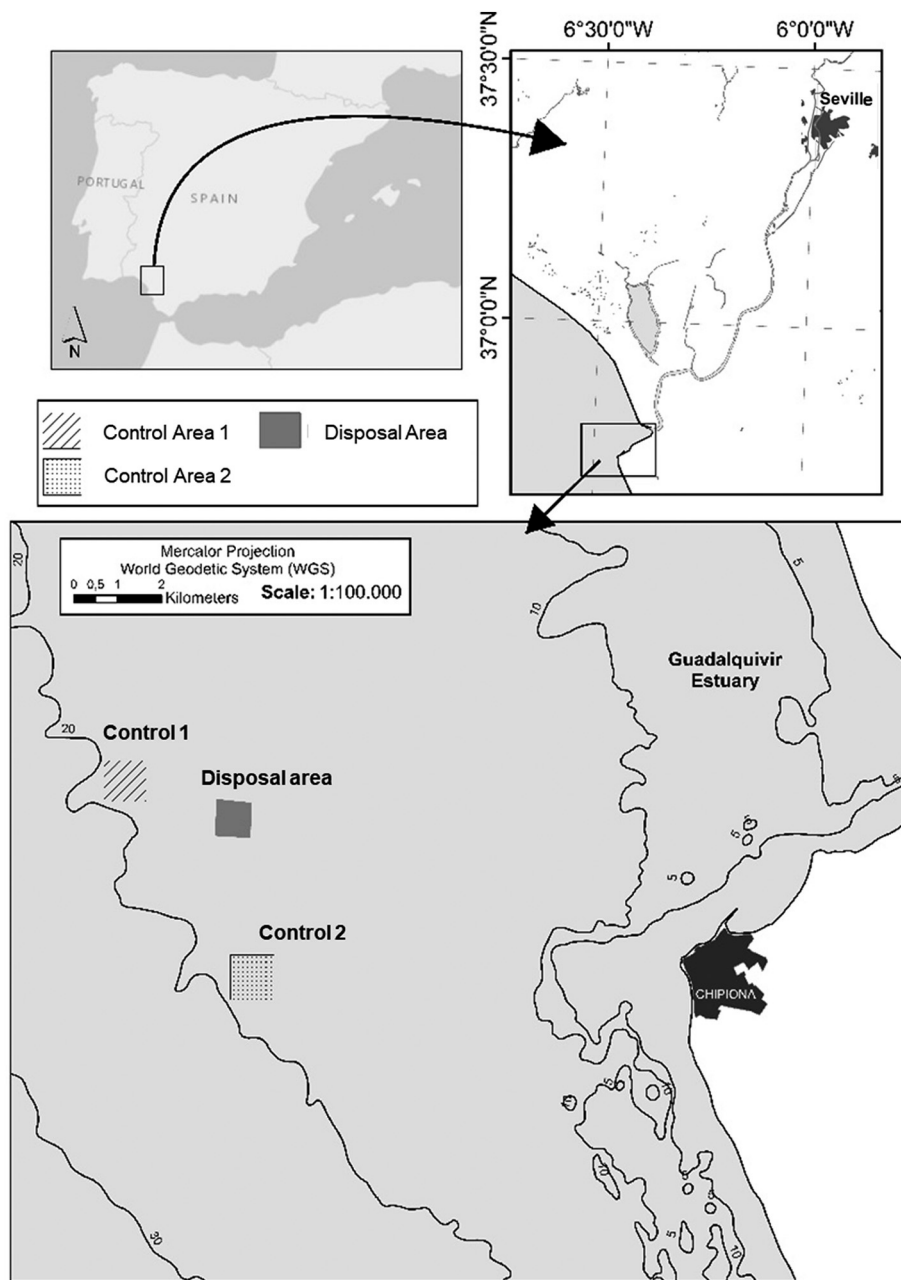 6°30'0"W 6°0'0"W
37°30'0"N
Seville
PORTUGAL
SPAIN
N
37°0'0"N
Control Area 1
Disposal Area
Control Area 2
20
Mercalor Projection
World Geodetic System (WGS)
0 0,5 1 2
Kilometers Scale: 1:100.000
5
10
Guadalquivir
Estuary
20
Control 1
Disposal area
5
5
5
Control 2
CHIPIONA
5
10
10
5
10
30